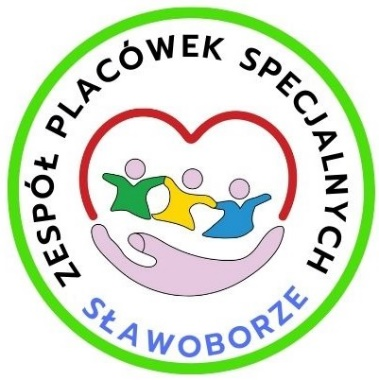 ZESPÓŁ PLACÓWEK SPECJALNYCH
SŁAWOBORZE